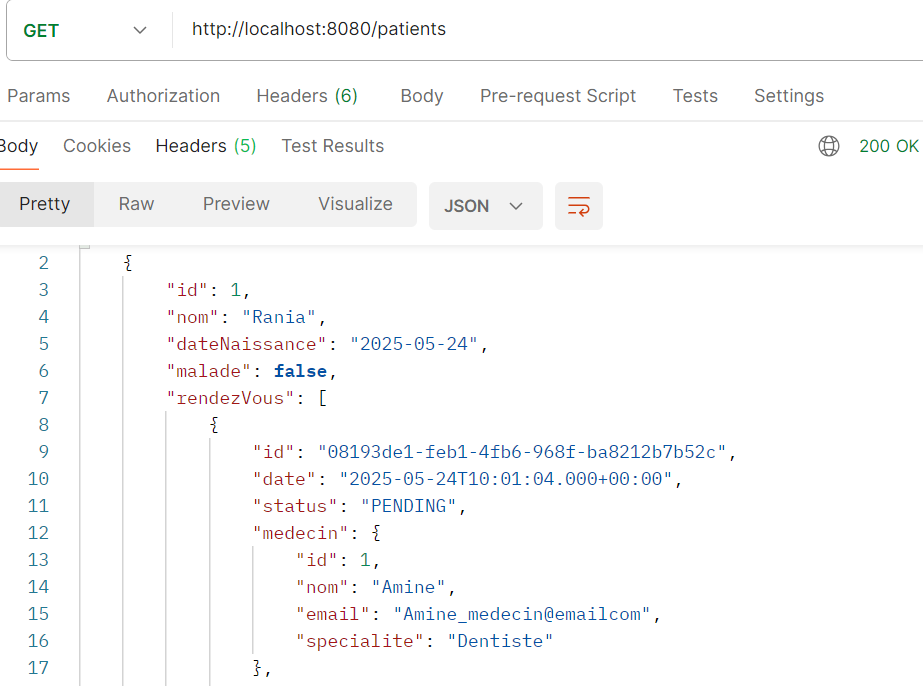 GET http://localhost:8080/patients
Params Authorization Headers (6) Body Pre-request Script Tests Settings
Body Cookies Headers (5) Test Results 200 OK
Pretty Raw Preview Visualize JSON
2 {
3 "id": 1,
4 "nom": "Rania",
5 "dateNaissance": "2025-05-24",
6 "malade": false,
7 "rendezVous": [
8 {
9 "id": "08193de1-feb1-4fb6-968f-ba8212b7b52c",
10 "date": "2025-05-24T10:01:04.000+00:00",
11 "status": "PENDING",
12 "medecin": {
13 "id": 1,
14 "nom": "Amine",
15 "email": "Amine_medecin@emailcom",
16 "specialite": "Dentiste"
17 },